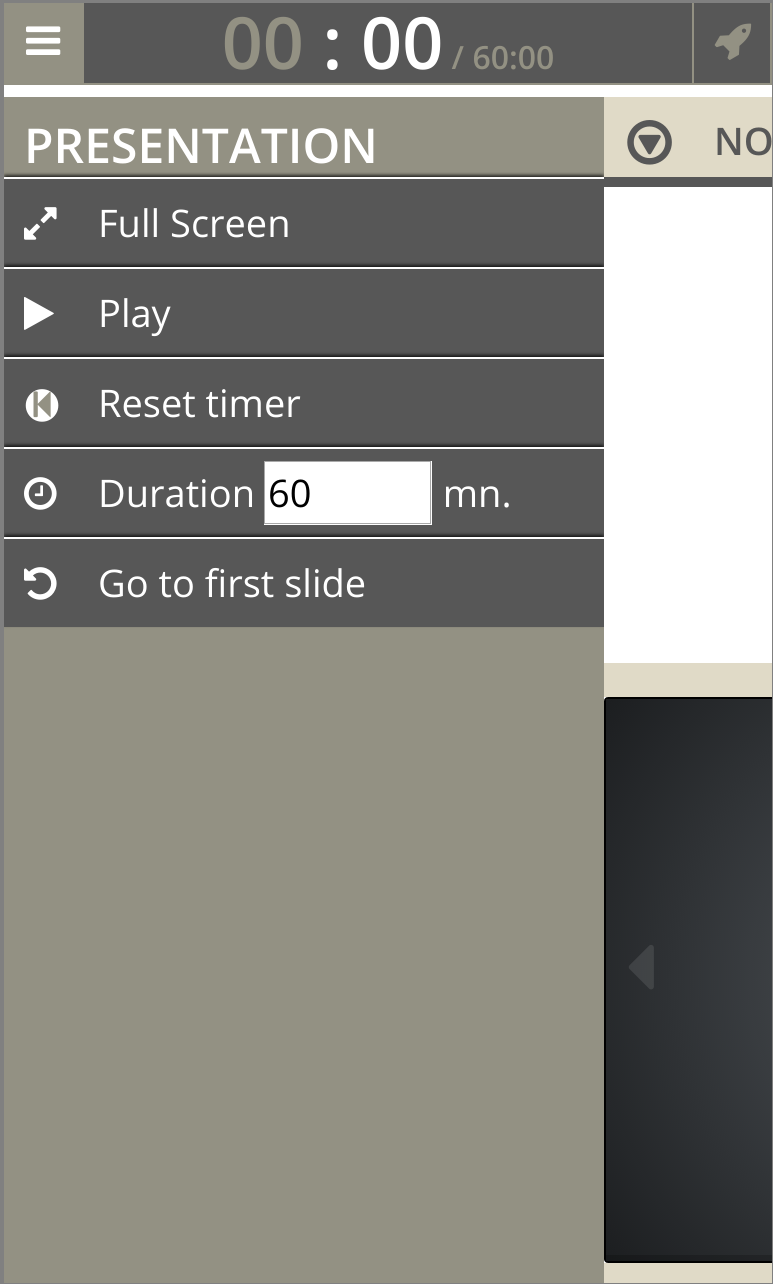 00 : 00 / 60:00
PRESENTATION
NO
Full Screen
Play
Reset timer
Duration 60 mn.
Go to first slide